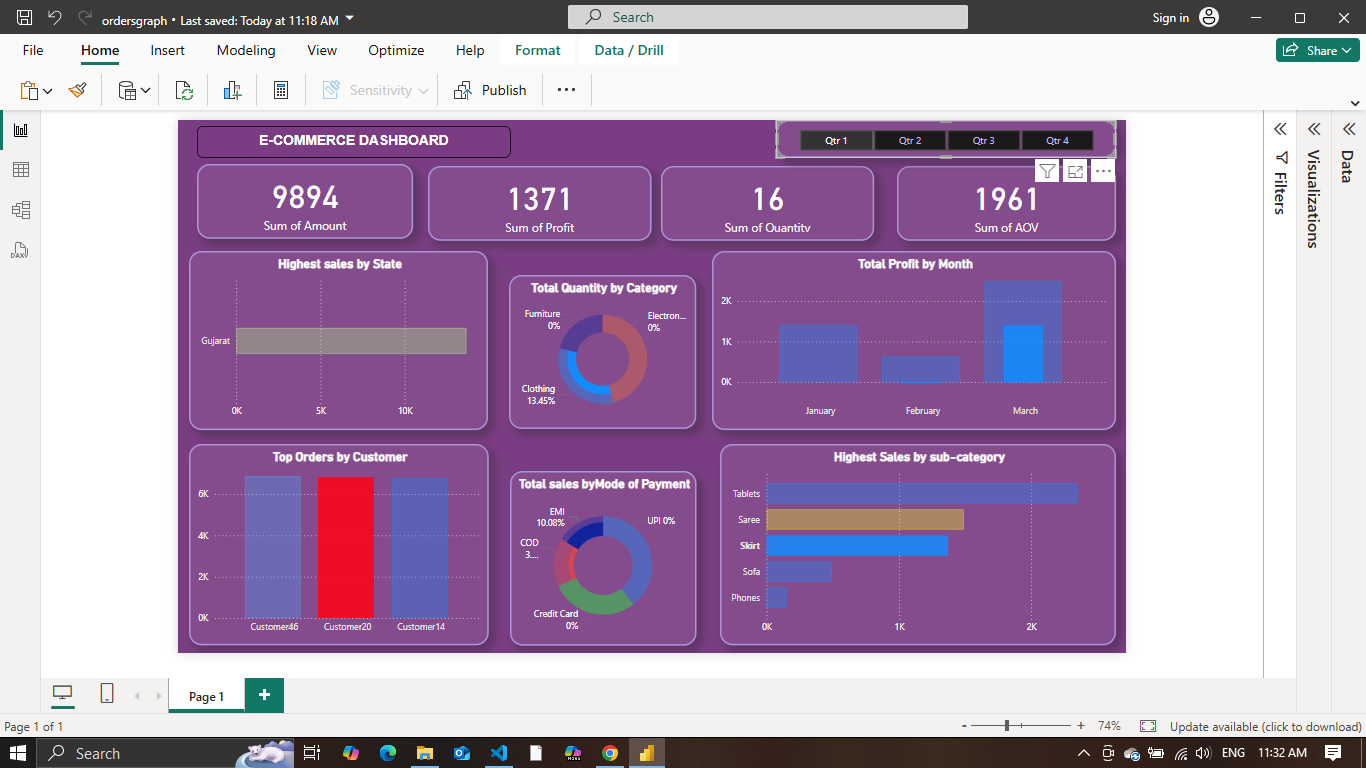 ordersgraph • Last saved: Today at 11:18 AM
Search
Sign in
File Home Insert Modeling View Optimize Help Format Data / Drill
Share
Sensitivity
Publish
E-COMMERCE DASHBOARD
Qtr 1 Qtr 2 Qtr 3 Qtr 4
9894
Sum of Amount
1371
Sum of Profit
16
Sum of Quantity
1961
Sum of AOV
Highest sales by State
Gujarat
0K 5K 10K
Total Quantity by Category
Furniture
0%
Electron...
0%
Clothing
13.45%
Total Profit by Month
2K
1K
0K
January February March
Top Orders by Customer
6K
4K
2K
0K
Customer46 Customer20 Customer14
Total sales byMode of Payment
EMI
10.08%
UPI 0%
COD
3....
Credit Card
0%
Highest Sales by sub-category
Tablets
Saree
Skirt
Sofa
Phones
0K 1K 2K
Filters
Visualizations
Data
DAX
Page 1
Page 1 of 1
- + 74%
Update available (click to download)
Search
M365
ENG 11:32 AM